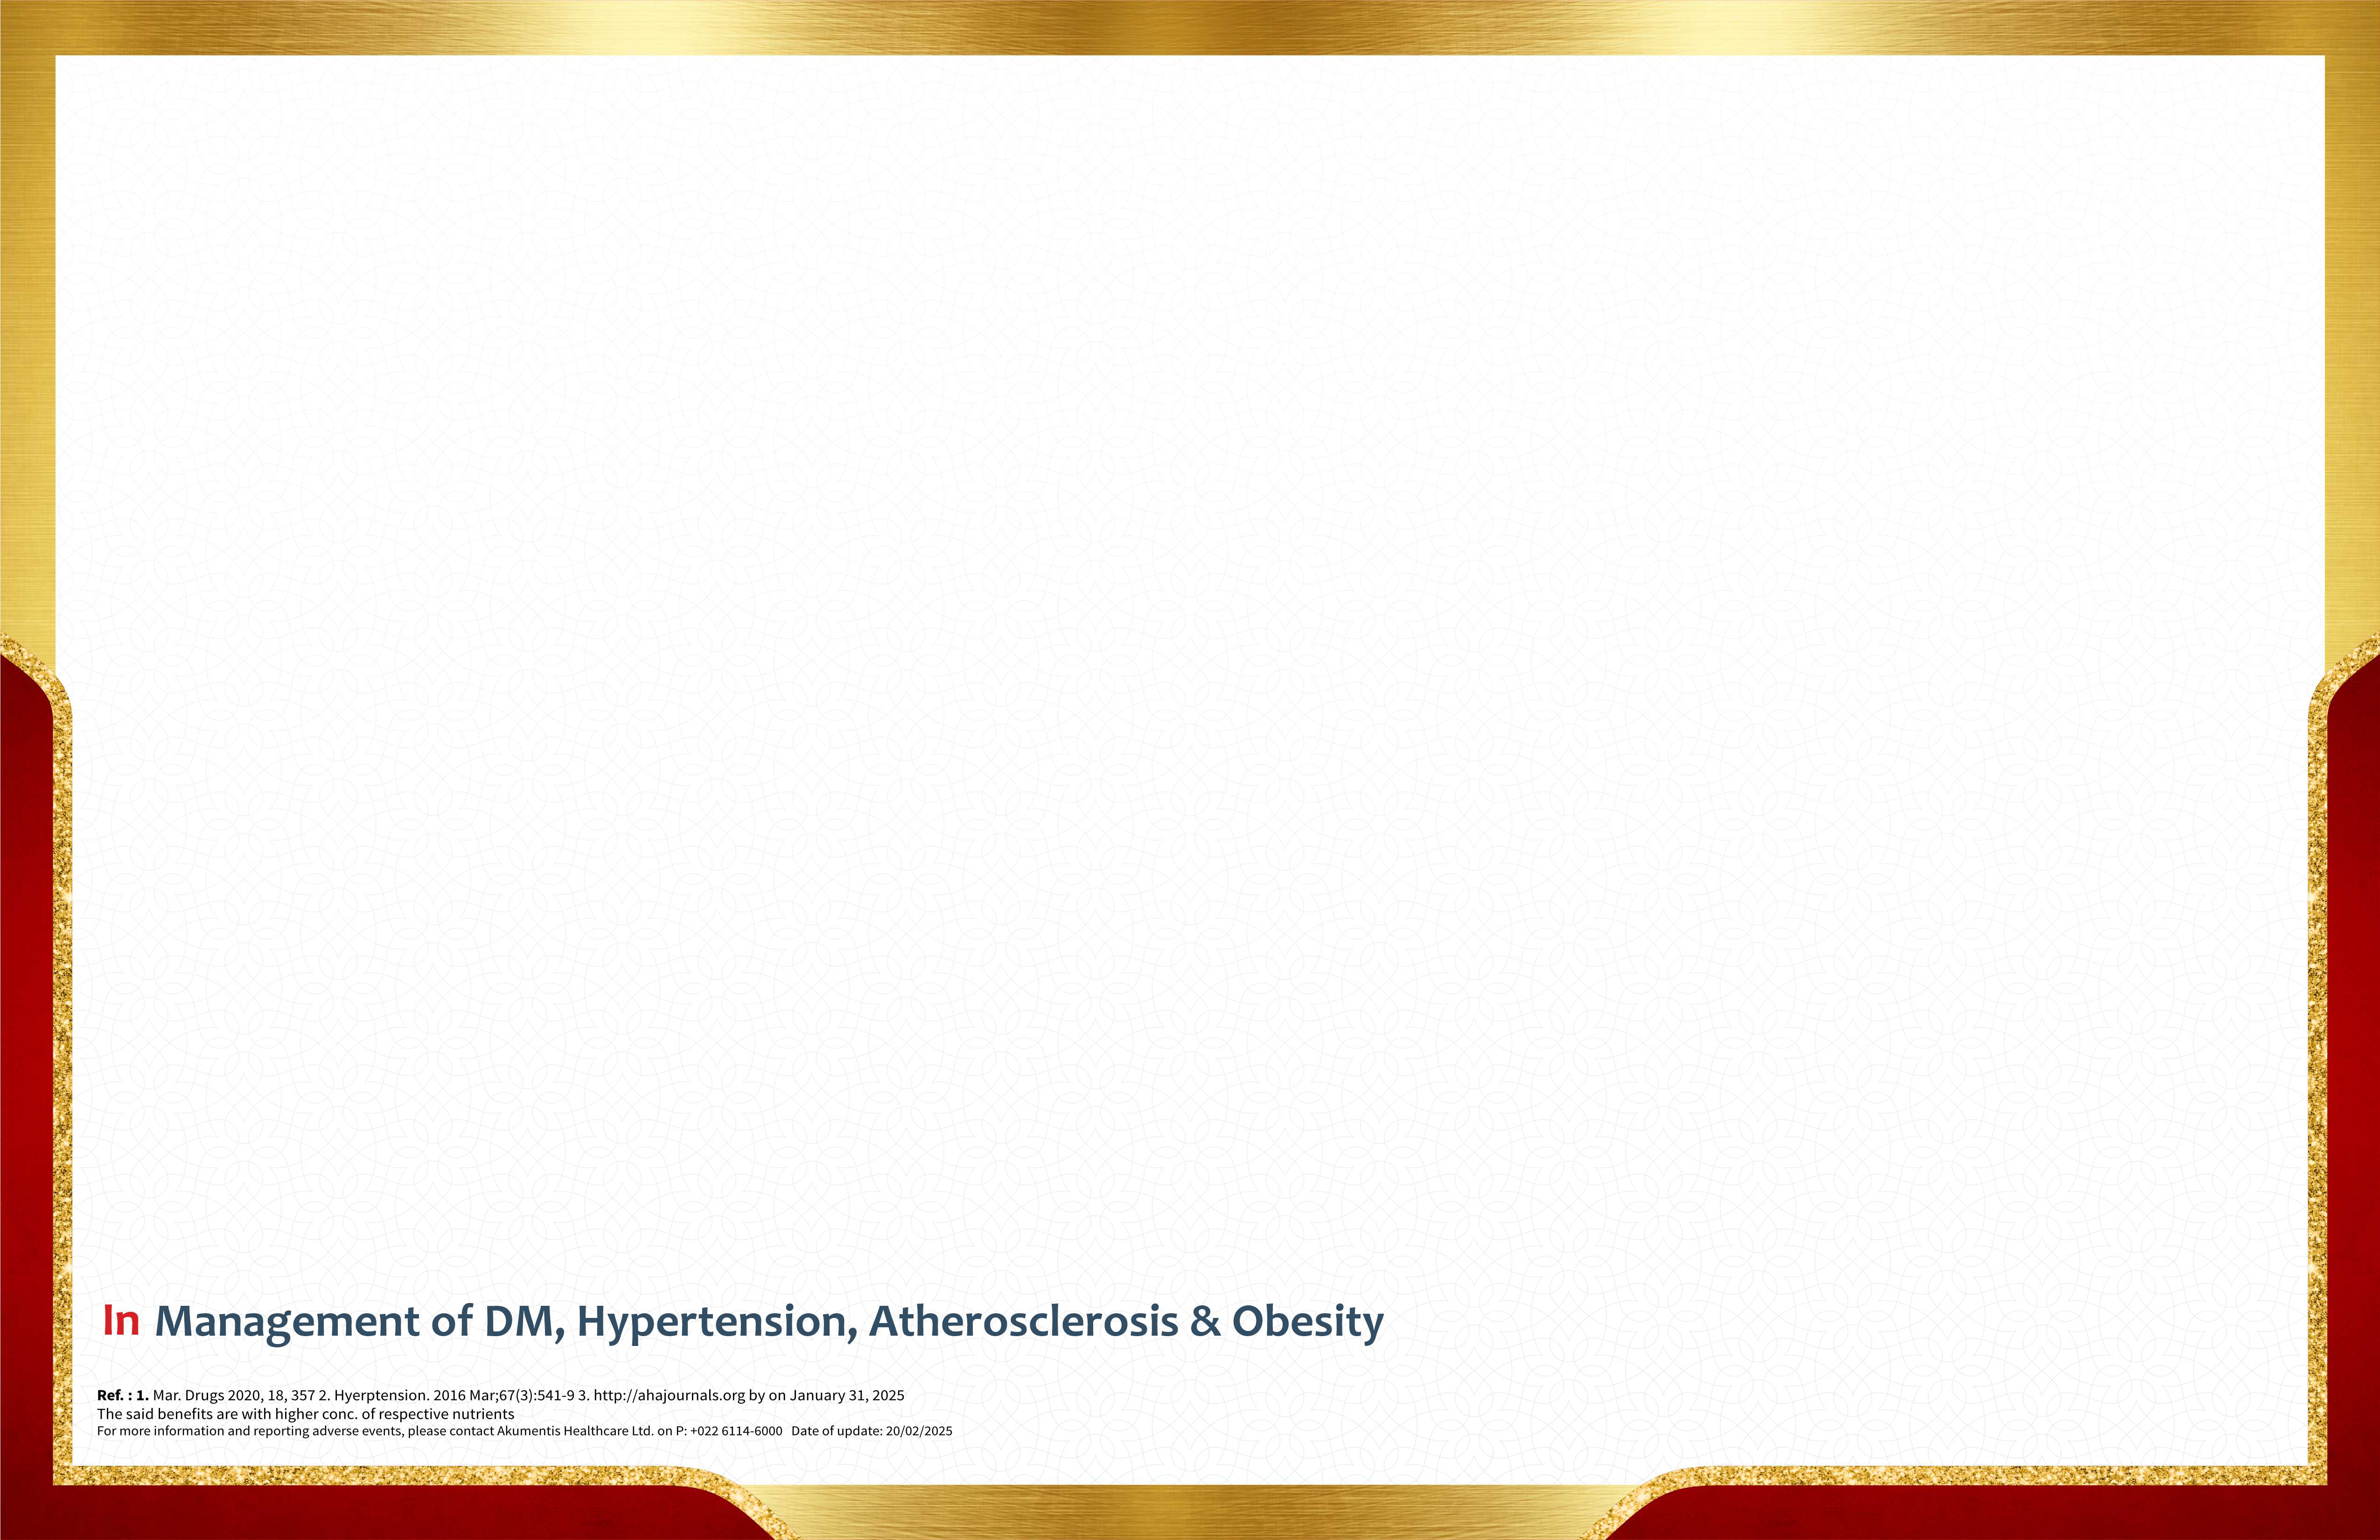 In Management of DM, Hypertension, Atherosclerosis & Obesity
Ref. : 1. Mar. Drugs 2020, 18, 357 2. Hyerptension. 2016 Mar;67(3):541-9 3. http://ahajournals.org by on January 31, 2025
The said benefits are with higher conc. of respective nutrients
For more information and reporting adverse events, please contact Akumentis Healthcare Ltd. on P: +022 6114-6000 Date of update: 20/02/2025